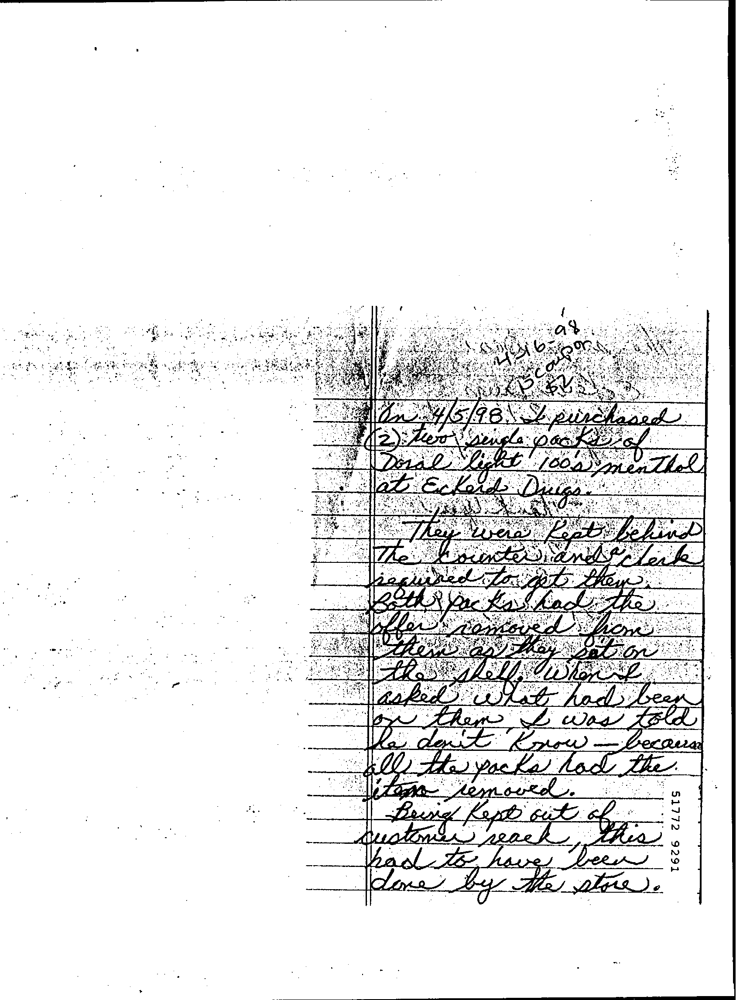 4-16-98
B coupon
$2
On 4/5/98 I purchased
(2) two single packs of
Doral light 100's menthol
at Eckerd Drugs.
They were kept behind
the counter and a clerk
required to get them.
Both packs had the
offer removed from
them as they sat on
the shelf. When I
asked what had been
on them I was told
he don't know — because
all the packs had the
item removed.
Being kept out of
customer reach, this
had to have been
done by the store.
51772 9291